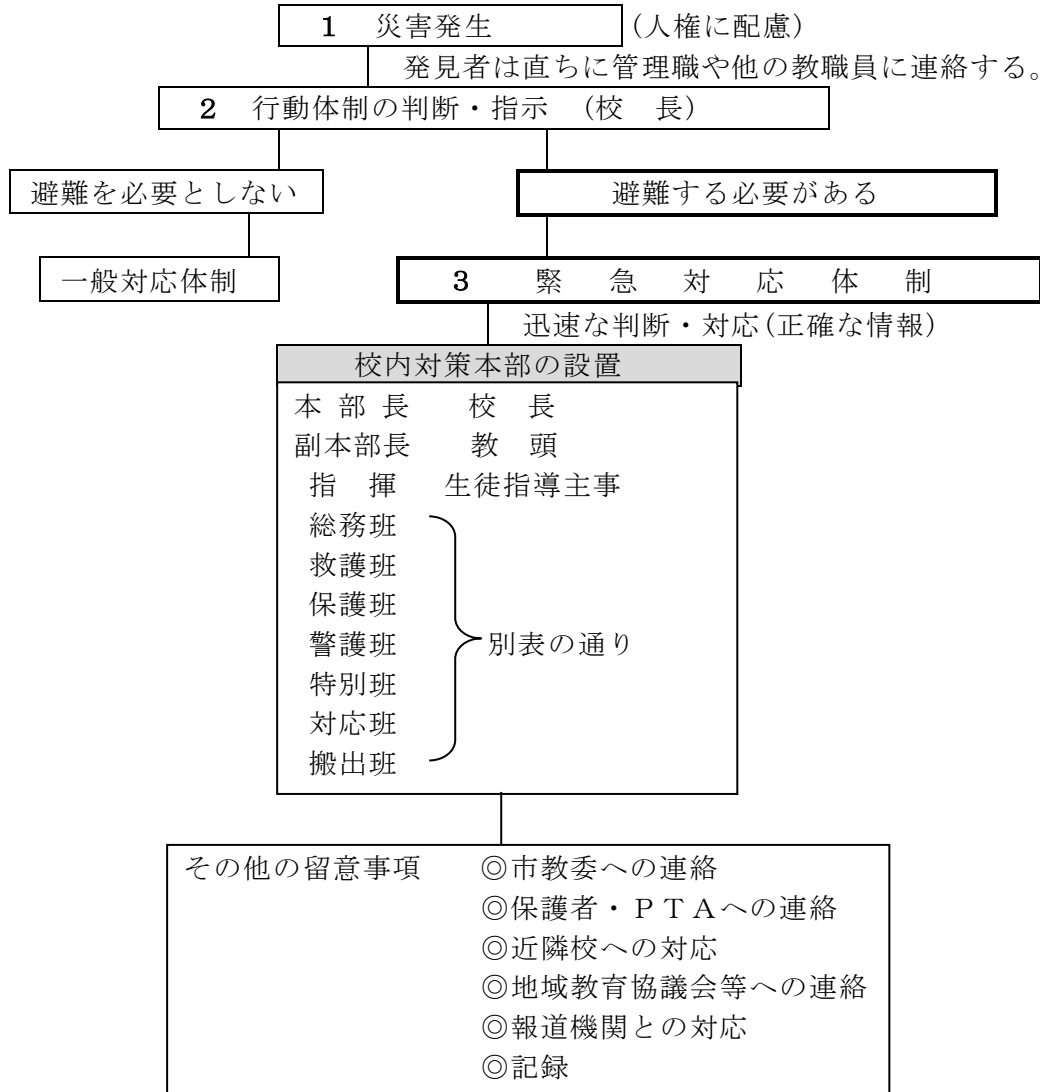 1 災害発生 (人権に配慮)
発見者は直ちに管理職や他の教職員に連絡する。
2 行動体制の判断・指示 (校 長)
避難を必要としない 避難する必要がある
一般対応体制 3 緊 急 対 応 体 制
迅速な判断・対応(正確な情報)
校内対策本部の設置
本 部 長 校 長
副本部長 教 頭
指 揮 生徒指導主事
総務班
救護班
保護班
警護班 別表の通り
特別班
対応班
搬出班
その他の留意事項 ◎市教委への連絡
◎保護者・PTAへの連絡
◎近隣校への対応
◎地域教育協議会等への連絡
◎報道機関との対応
◎記録